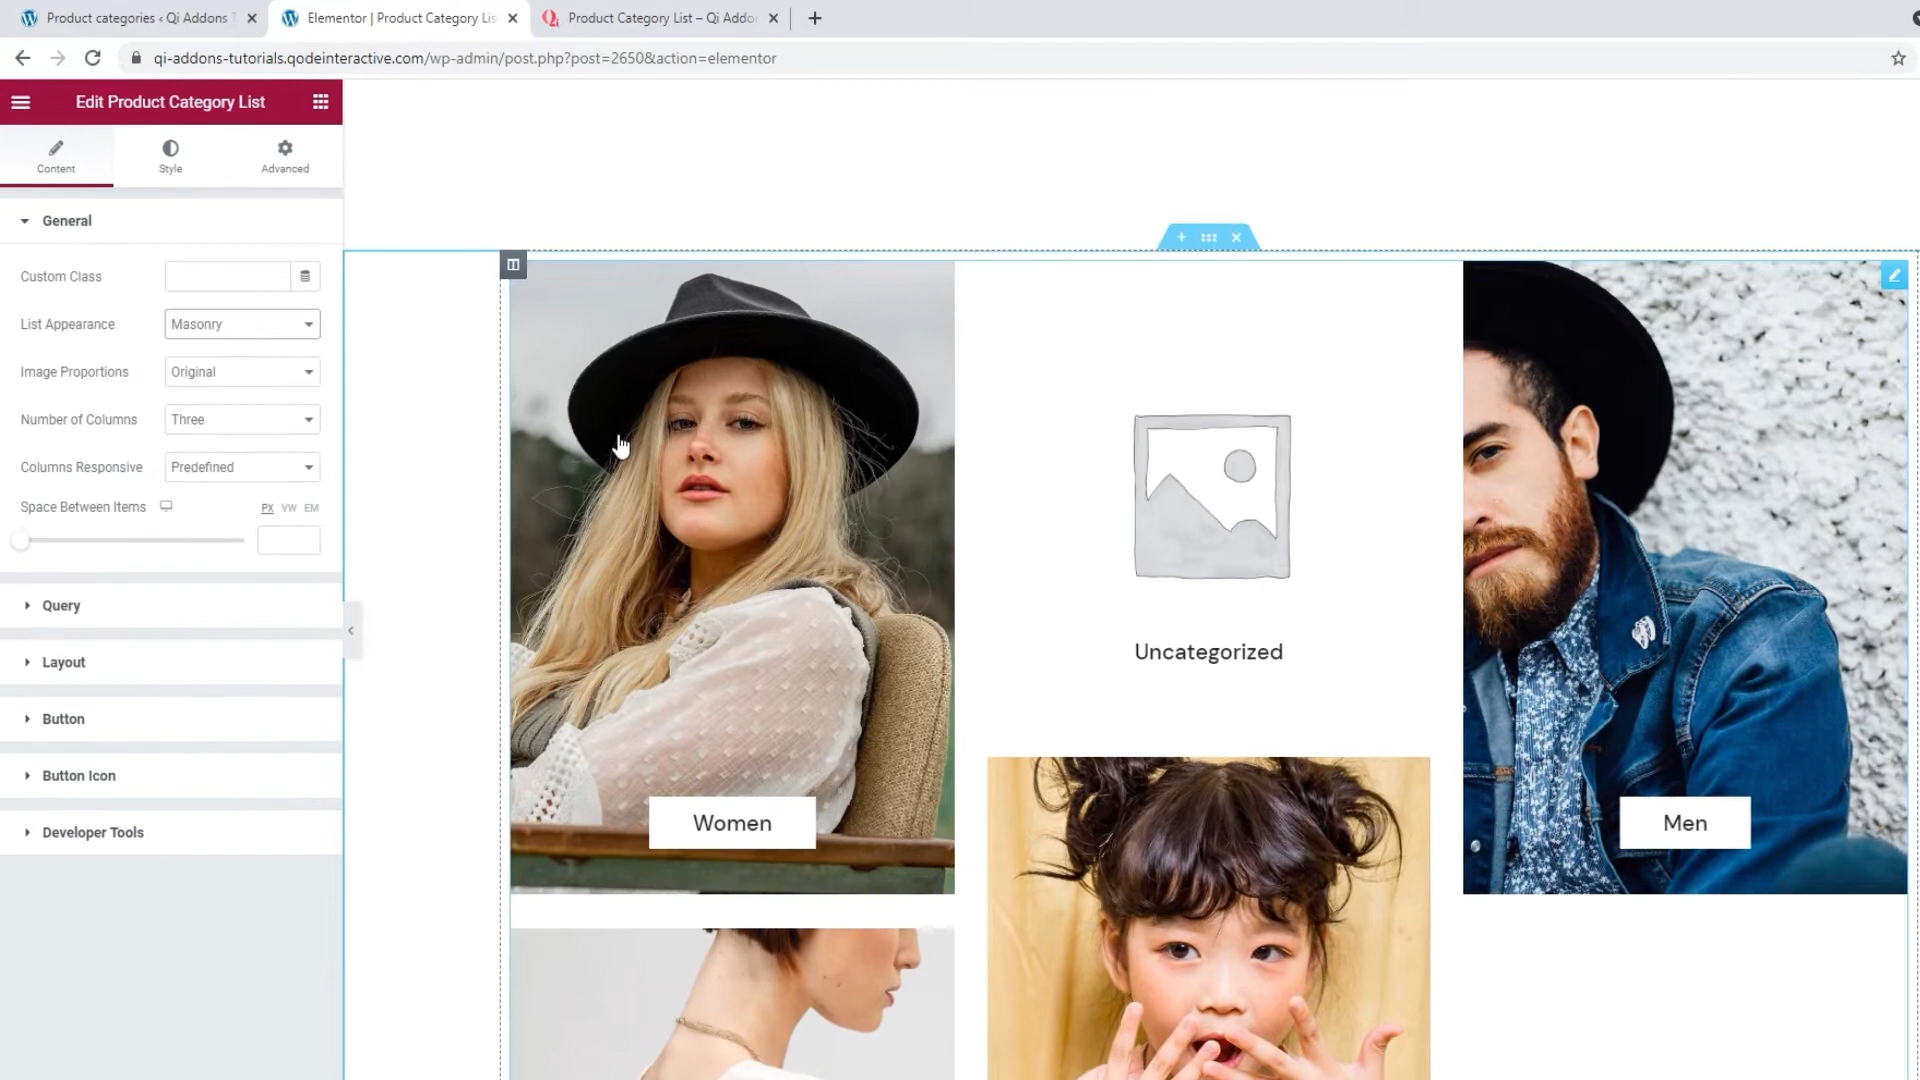 Product categories ‹ Qi Addons T
Elementor | Product Category Lis
Product Category List – Qi Addo
qi-addons-tutorials.qodeinteractive.com/wp-admin/post.php?post=2650&action=elementor
Edit Product Category List
Content
Style
Advanced
General
Custom Class
List Appearance
Masonry
Image Proportions
Original
Number of Columns
Three
Columns Responsive
Predefined
Space Between Items
PX VW EM
Query
Layout
Button
Button Icon
Developer Tools
Uncategorized
Women
Men